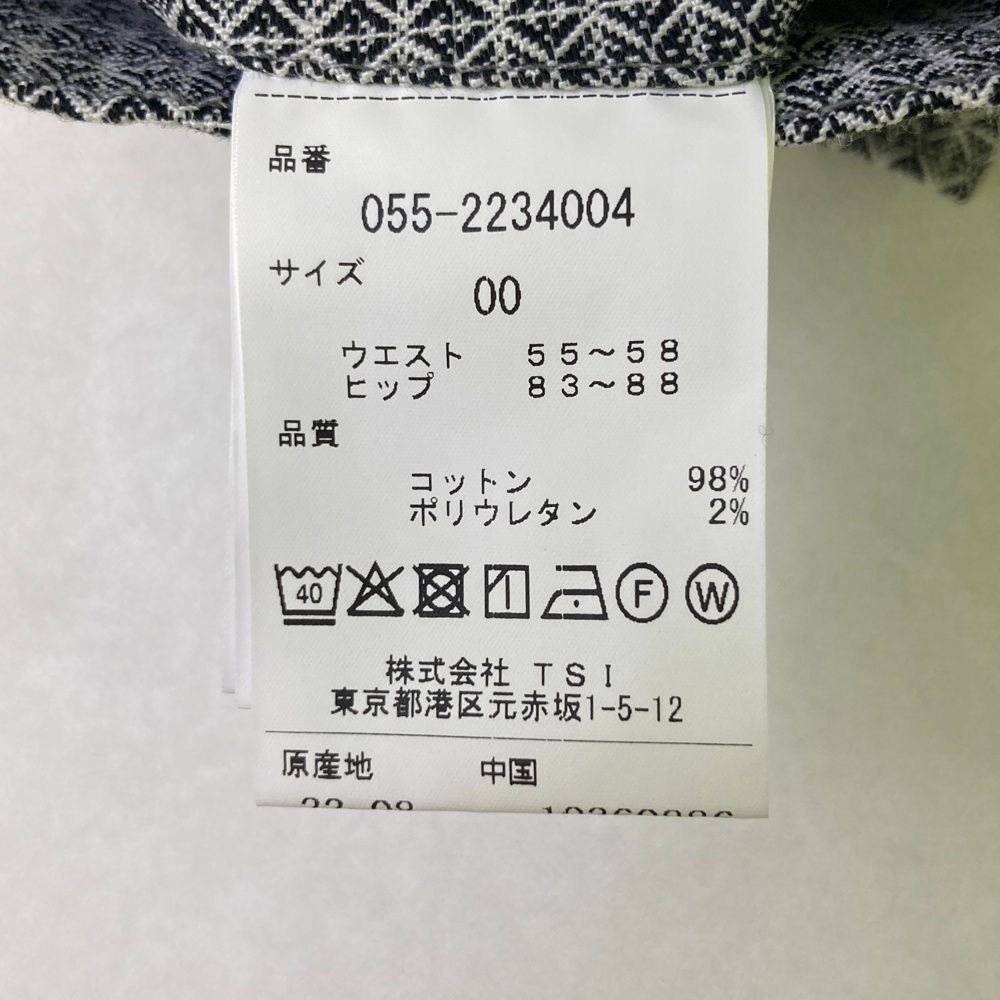 品番
055-2234004
サイズ
00
ウエスト 55～58
ヒップ 83～88
品質
コットン 98%
ポリウレタン 2%
40 F W
株式会社 TSI
東京都港区元赤坂1-5-12
原産地 中国